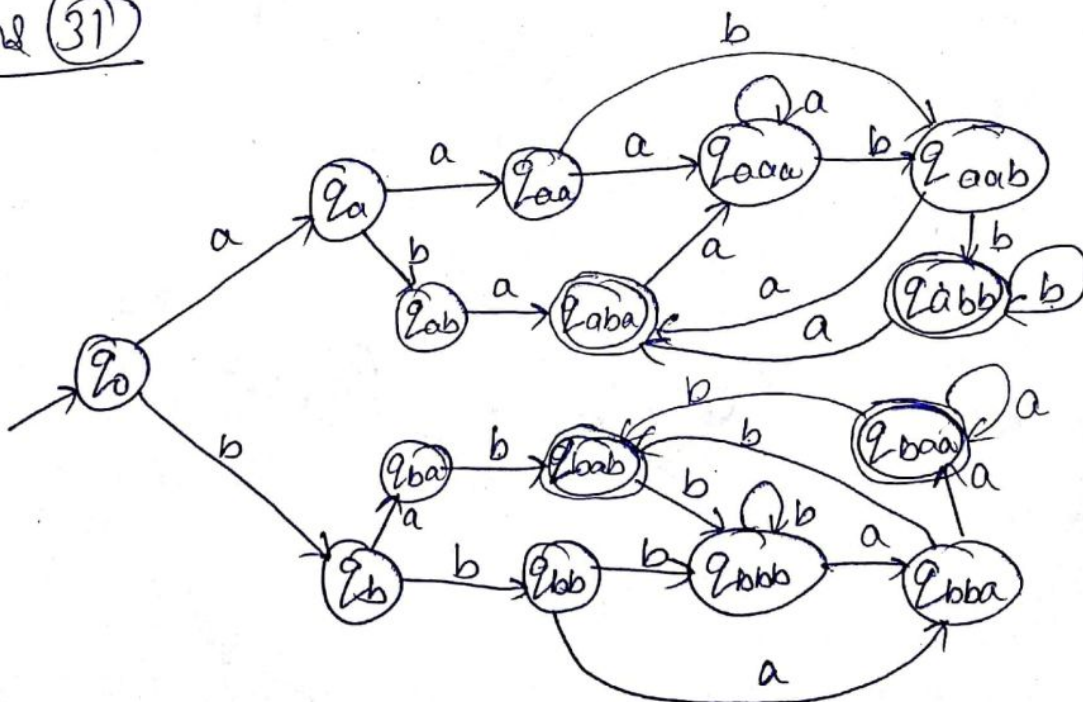 31
b
a qaa a qaaa a b qaab
qa
a b a b
qab a qaba a qabb b
a
q0
b b qbaa a
qba b qbab b a
b a b b
qb b qbb b qbbb a qbba
a